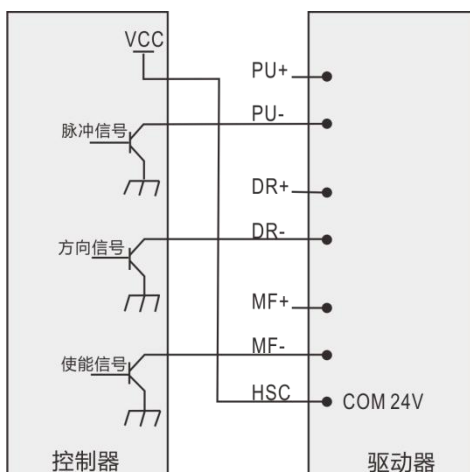 VCC
PU+
PU-
脉冲信号
DR+
DR-
方向信号
MF+
MF-
使能信号
HSC
COM 24V
控制器
驱动器